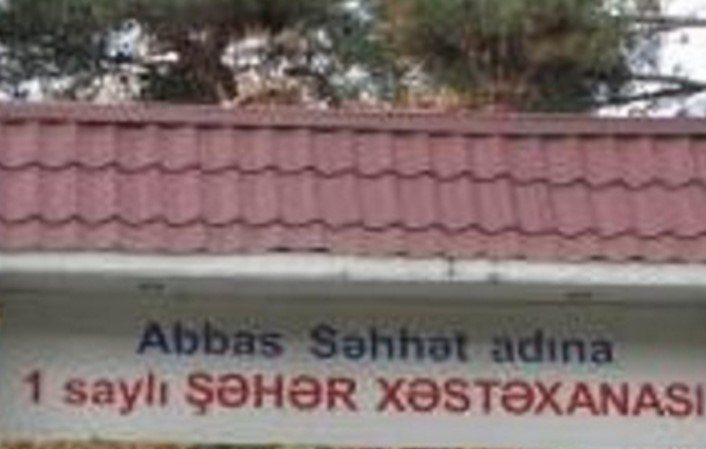 Abbas Səhhət adına
1 saylı ŞƏHƏR XƏSTƏXANASI